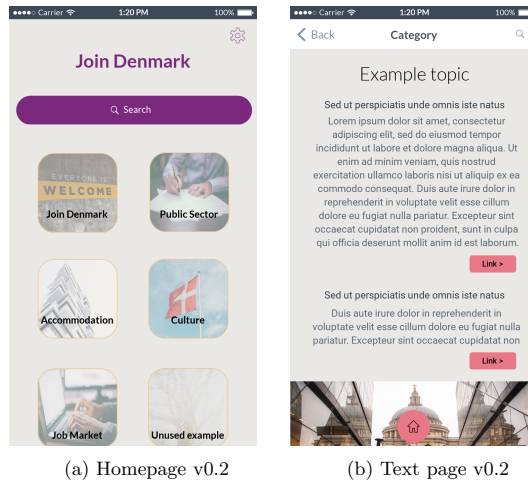 Carrier 1:20 PM 100%
Join Denmark
Search
EVERYONE IS
WELCOME
Join Denmark
Public Sector
Accommodation
Culture
Job Market
Unused example
(a) Homepage v0.2
Carrier 1:20 PM 100%
Back Category
Example topic
Sed ut perspiciatis unde omnis iste natus
Lorem ipsum dolor sit amet, consectetur
adipiscing elit, sed do eiusmod tempor
incididunt ut labore et dolore magna aliqua. Ut
enim ad minim veniam, quis nostrud
exercitation ullamco laboris nisi ut aliquip ex ea
commodo consequat. Duis aute irure dolor in
reprehenderit in voluptate velit esse cillum
dolore eu fugiat nulla pariatur. Excepteur sint
occaecat cupidatat non proident, sunt in culpa
qui officia deserunt mollit anim id est laborum.
Link >
Sed ut perspiciatis unde omnis iste natus
Duis aute irure dolor in reprehenderit in
voluptate velit esse cillum dolore eu fugiat nulla
pariatur. Excepteur sint occaecat cupidatat non
Link >
(b) Text page v0.2